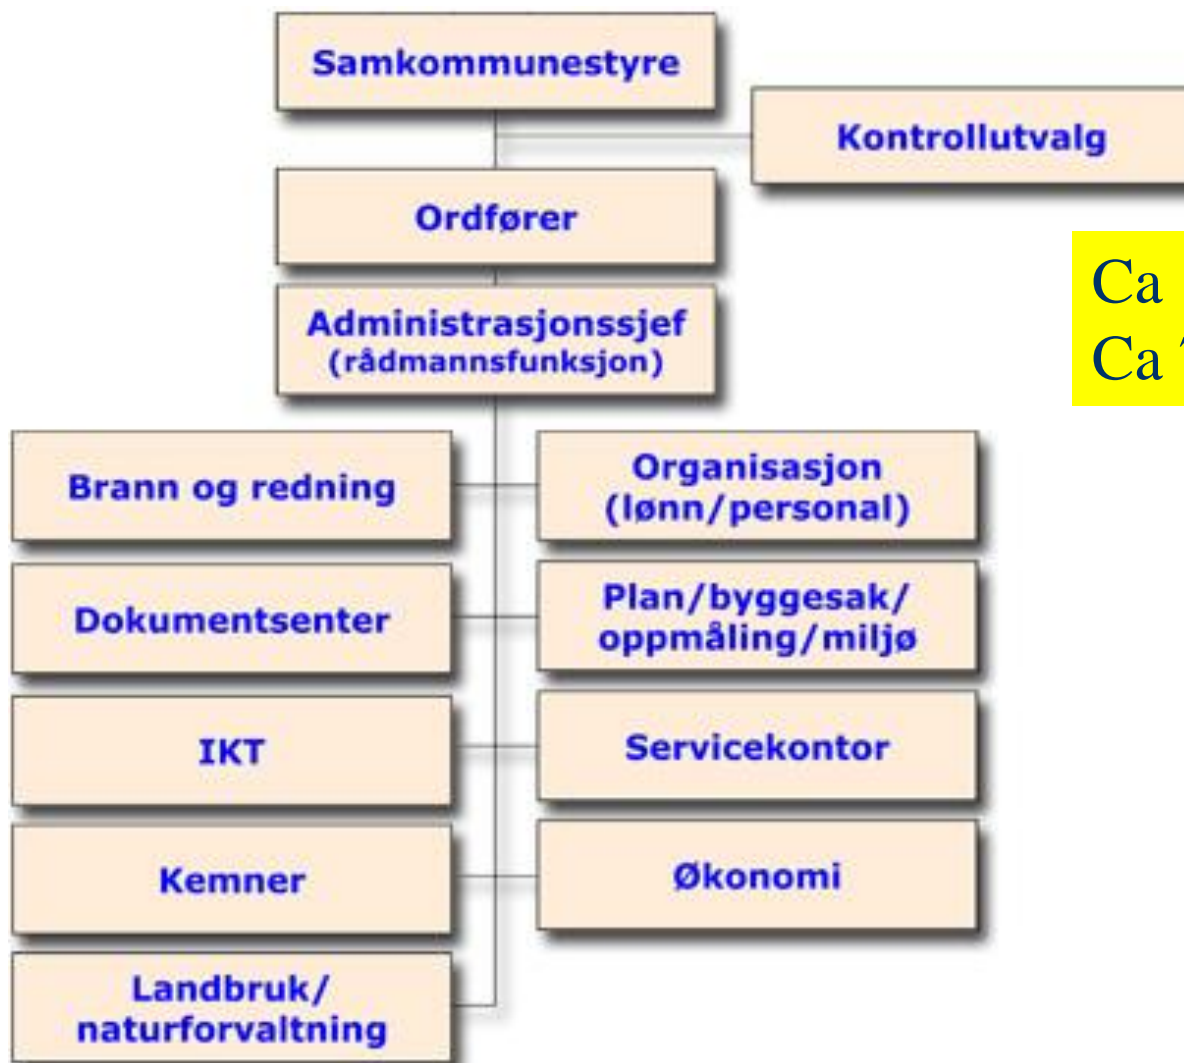 Samkommunestyre
Kontrollutvalg
Ordfører
Administrasjonssjef
(rådmannsfunksjon)
Ca
Ca
Brann og redning
Organisasjon
(lønn/personal)
Dokumentsenter
Plan/byggesak/
oppmåling/miljø
IKT
Servicekontor
Kemner
Økonomi
Landbruk/
naturforvaltning